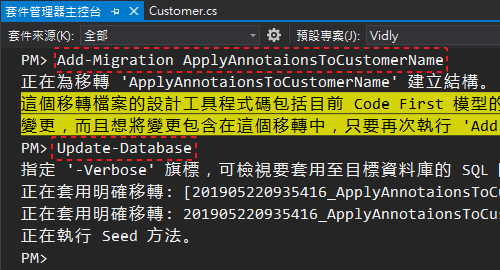 套件管理器主控台 Customer.cs
套件來源(K): 全部 預設專案(J): Vidly
PM> Add-Migration ApplyAnnotaionsToCustomerName
正在為移轉 'ApplyAnnotaionsToCustomerName' 建立結構。
這個移轉檔案的設計工具程式碼包括目前 Code First 模型的
變更，而且想將變更包含在這個移轉中，只要再次執行 'Add
PM> Update-Database
指定 '-Verbose' 旗標，可檢視要套用至目標資料庫的 SQL
正在套用明確移轉: [201905220935416_ApplyAnnotaionsToCu
正在套用明確移轉: 201905220935416_ApplyAnnotaionsToCus
正在執行 Seed 方法。
PM>